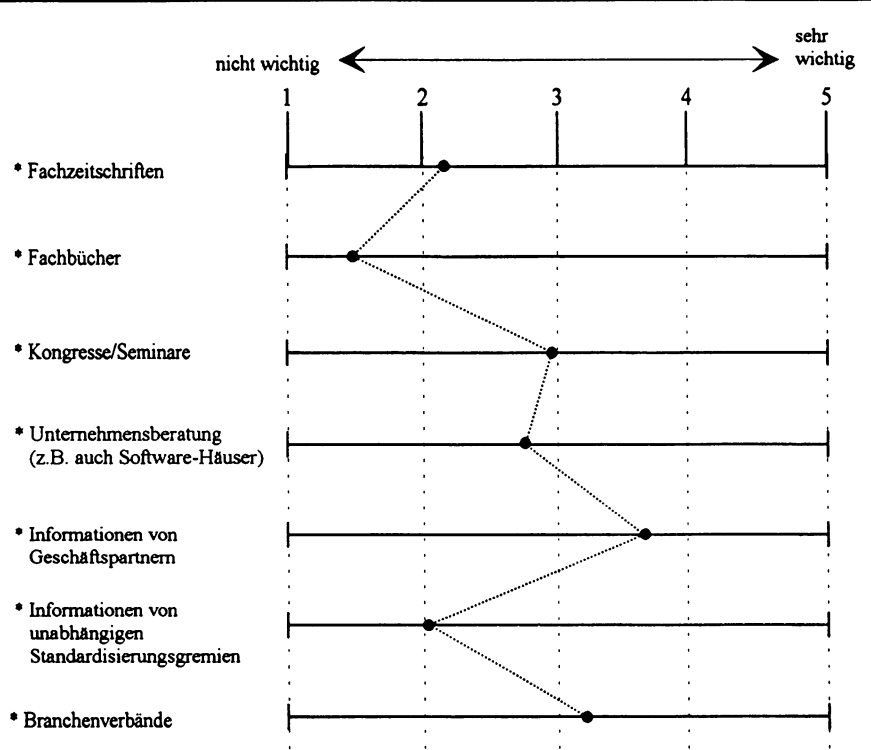 sehr
nicht wichtig wichtig
1 2 3 4 5
* Fachzeitschriften
* Fachbücher
* Kongresse/Seminare
* Unternehmensberatung
(z.B. auch Software-Häuser)
* Informationen von
Geschäftspartnern
* Informationen von
unabhängigen
Standardisierungsgremien
* Branchenverbände